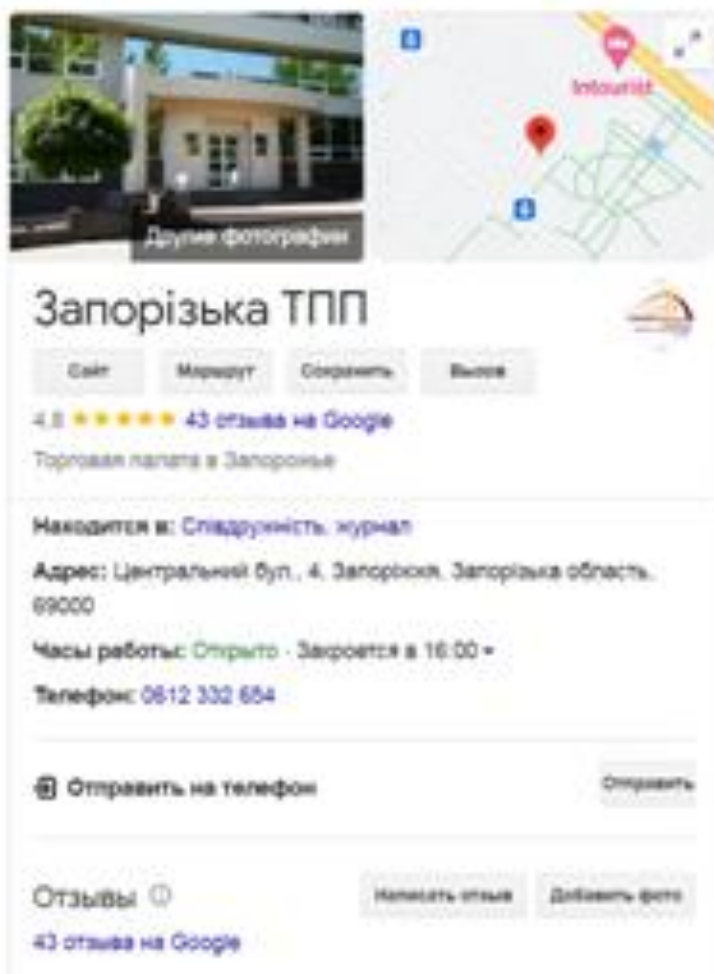 Другие фотографии
Intourist
Запорізька ТПП
Сайт
Маршрут
Сохранить
Вызов
4,8 43 отзыва на Google
Торговая палата в Запорожье
Находится в: Співдружність, журнал
Адрес: Центральний бул., 4, Запоріжжя, Запорізька область,
69000
Часы работы: Открыто · Закроется в 16:00
Телефон: 0612 332 654
Отправить на телефон
Отправить
Отзывы
Написать отзыв
Добавить фото
43 отзыва на Google